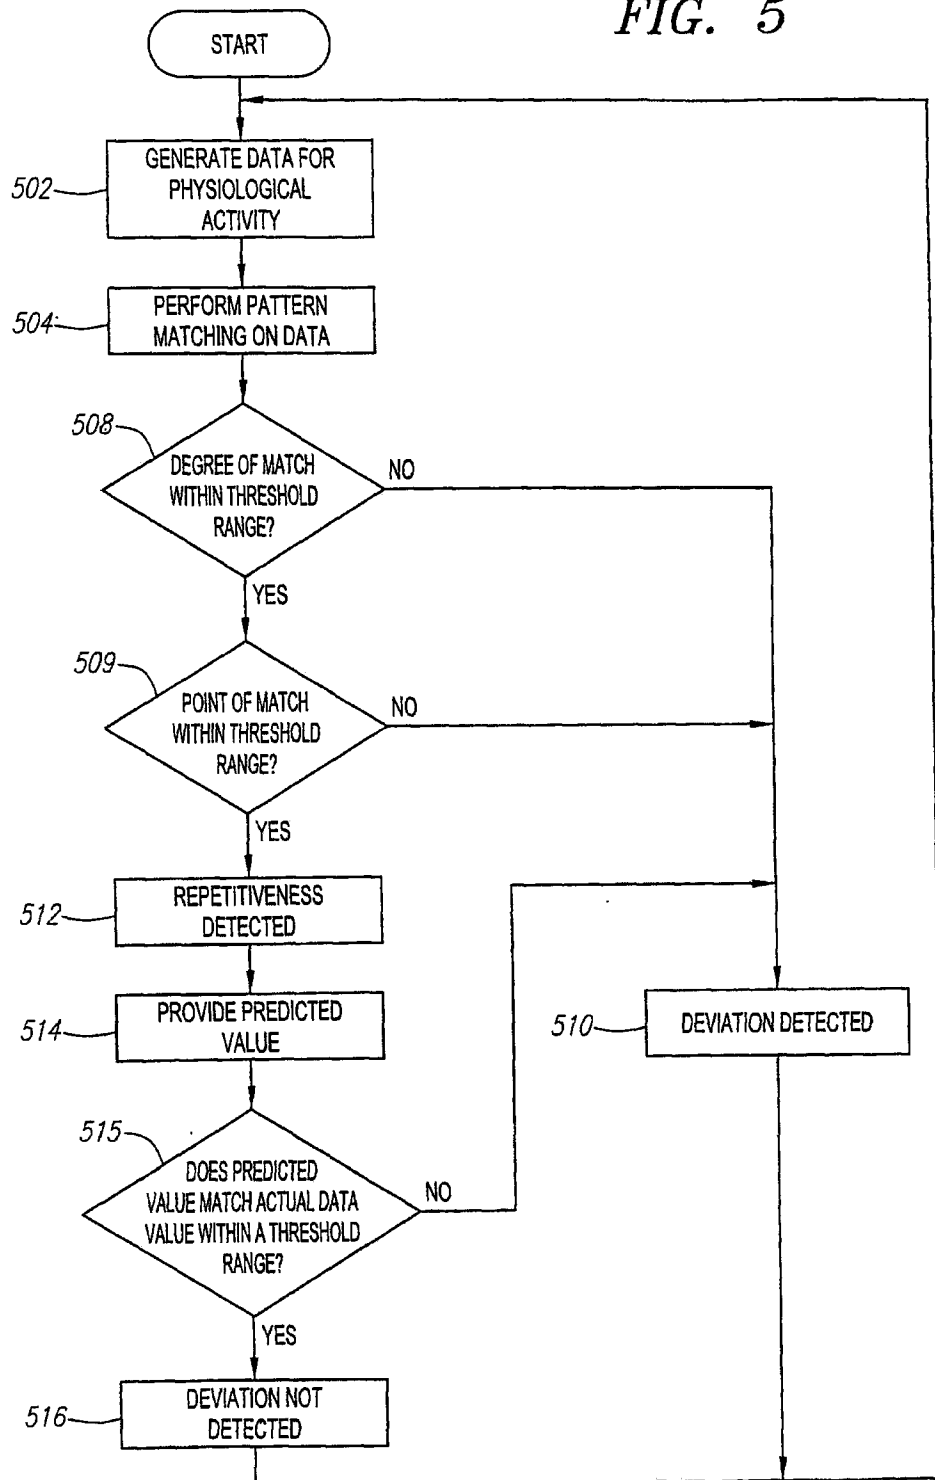 FIG. 5
START
502
GENERATE DATA FOR
PHYSIOLOGICAL
ACTIVITY
504
PERFORM PATTERN
MATCHING ON DATA
508
DEGREE OF MATCH
WITHIN THRESHOLD
RANGE?
NO
YES
509
POINT OF MATCH
WITHIN THRESHOLD
RANGE?
NO
YES
512
REPETITIVENESS
DETECTED
514
PROVIDE PREDICTED
VALUE
510
DEVIATION DETECTED
515
DOES PREDICTED
VALUE MATCH ACTUAL DATA
VALUE WITHIN A THRESHOLD
RANGE?
NO
YES
516
DEVIATION NOT
DETECTED